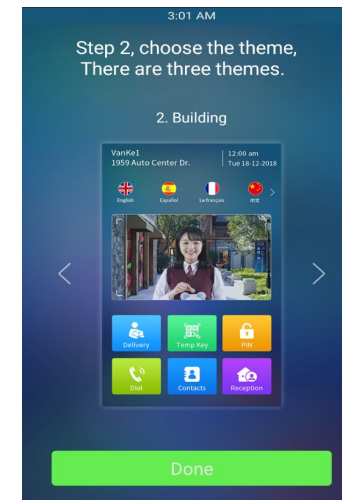 3:01 AM
Step 2, choose the theme,
There are three themes.
2. Building
VanKe1
1959 Auto Center Dr.
12:00 am
Tue 18-12-2018
English
Español
Le français
中文
Delivery
Temp Key
PIN
Dial
Contacts
Reception
Done